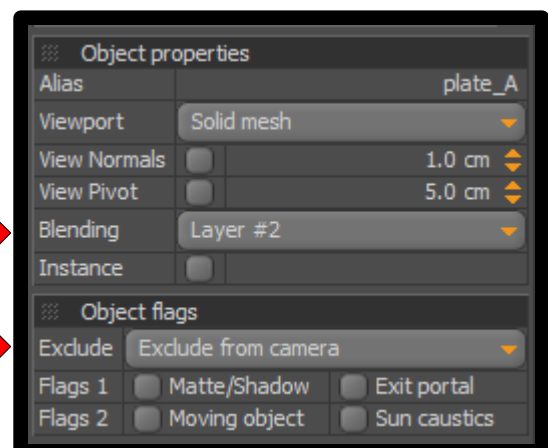 Object properties
Alias plate_A
Viewport Solid mesh
View Normals 1.0 cm
View Pivot 5.0 cm
Blending Layer #2
Instance
Object flags
Exclude Exclude from camera
Flags 1 Matte/Shadow Exit portal
Flags 2 Moving object Sun caustics